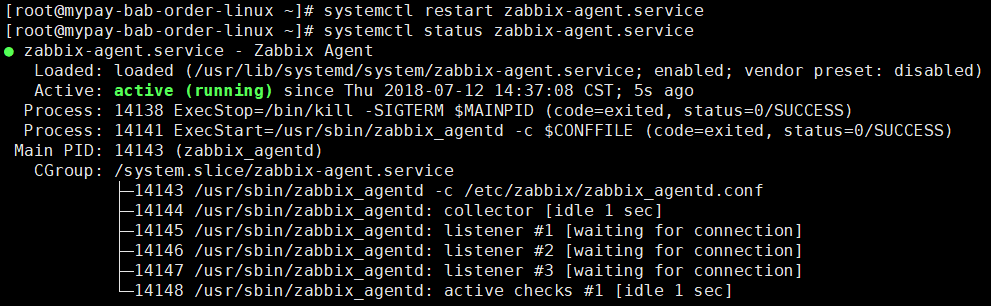 [root@mypay-bab-order-linux ~]# systemctl restart zabbix-agent.service
[root@mypay-bab-order-linux ~]# systemctl status zabbix-agent.service
● zabbix-agent.service - Zabbix Agent
   Loaded: loaded (/usr/lib/systemd/system/zabbix-agent.service; enabled; vendor preset: disabled)
   Active: active (running) since Thu 2018-07-12 14:37:08 CST; 5s ago
  Process: 14138 ExecStop=/bin/kill -SIGTERM $MAINPID (code=exited, status=0/SUCCESS)
  Process: 14141 ExecStart=/usr/sbin/zabbix_agentd -c $CONFFILE (code=exited, status=0/SUCCESS)
 Main PID: 14143 (zabbix_agentd)
   CGroup: /system.slice/zabbix-agent.service
           ├─14143 /usr/sbin/zabbix_agentd -c /etc/zabbix/zabbix_agentd.conf
           ├─14144 /usr/sbin/zabbix_agentd: collector [idle 1 sec]
           ├─14145 /usr/sbin/zabbix_agentd: listener #1 [waiting for connection]
           ├─14146 /usr/sbin/zabbix_agentd: listener #2 [waiting for connection]
           ├─14147 /usr/sbin/zabbix_agentd: listener #3 [waiting for connection]
           └─14148 /usr/sbin/zabbix_agentd: active checks #1 [idle 1 sec]